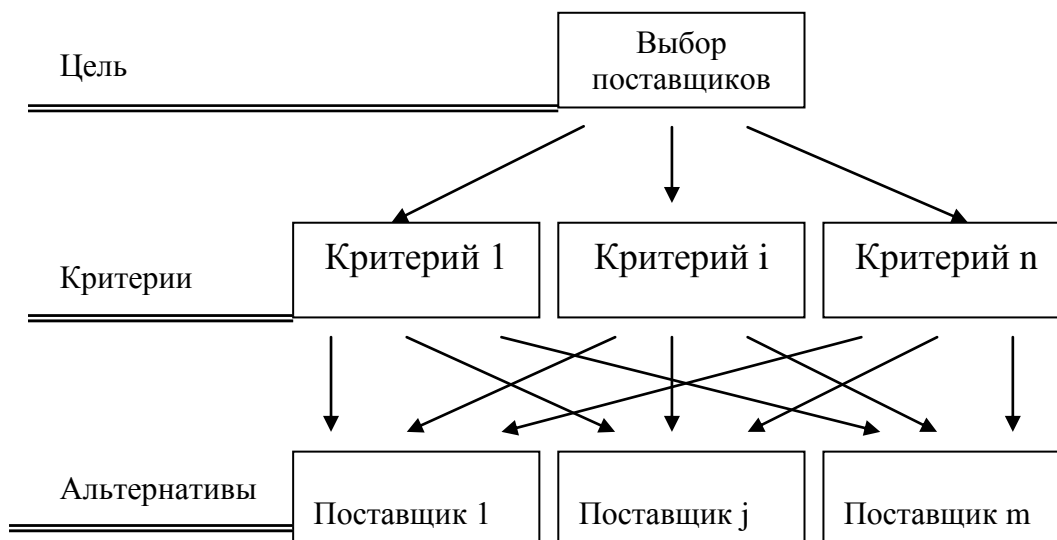 Цель
Выбор
поставщиков
Критерии
Критерий 1
Критерий i
Критерий n
Альтернативы
Поставщик 1
Поставщик j
Поставщик m